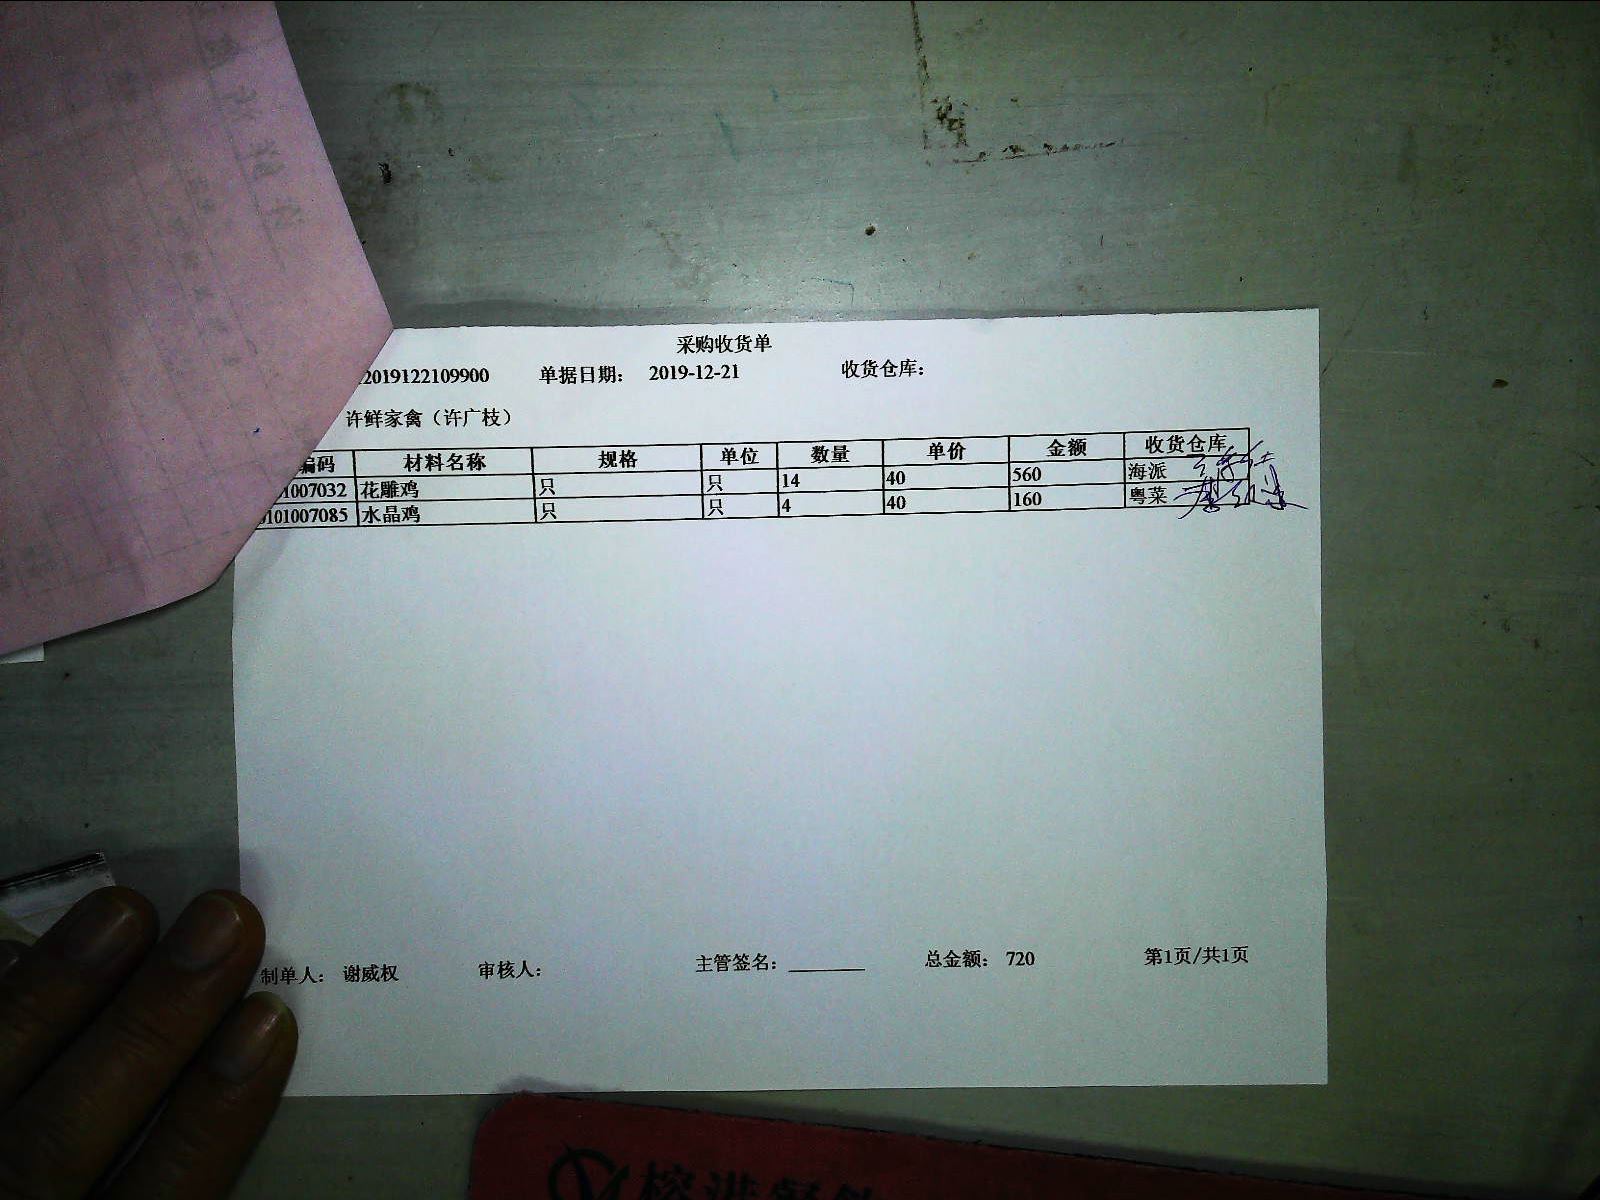 采购收货单
2019122109900 单据日期： 2019-12-21 收货仓库：
许鲜家禽（许广枝）
编码 材料名称 规格 单位 数量 单价 金额 收货仓库
1007032 花雕鸡 只 只 14 40 560 海派
0101007085 水晶鸡 只 只 4 40 160 粤菜
制单人： 谢威权 审核人： 主管签名：________ 总金额： 720 第1页/共1页